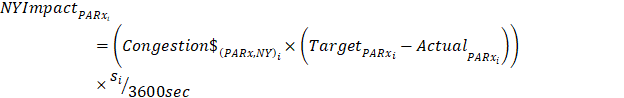 NYImpact_{PARx_i}
= (Congestion$_{(PARx,NY)_i} × (Target_{PARx_i} − Actual_{PARx_i}))
× s_i/3600sec